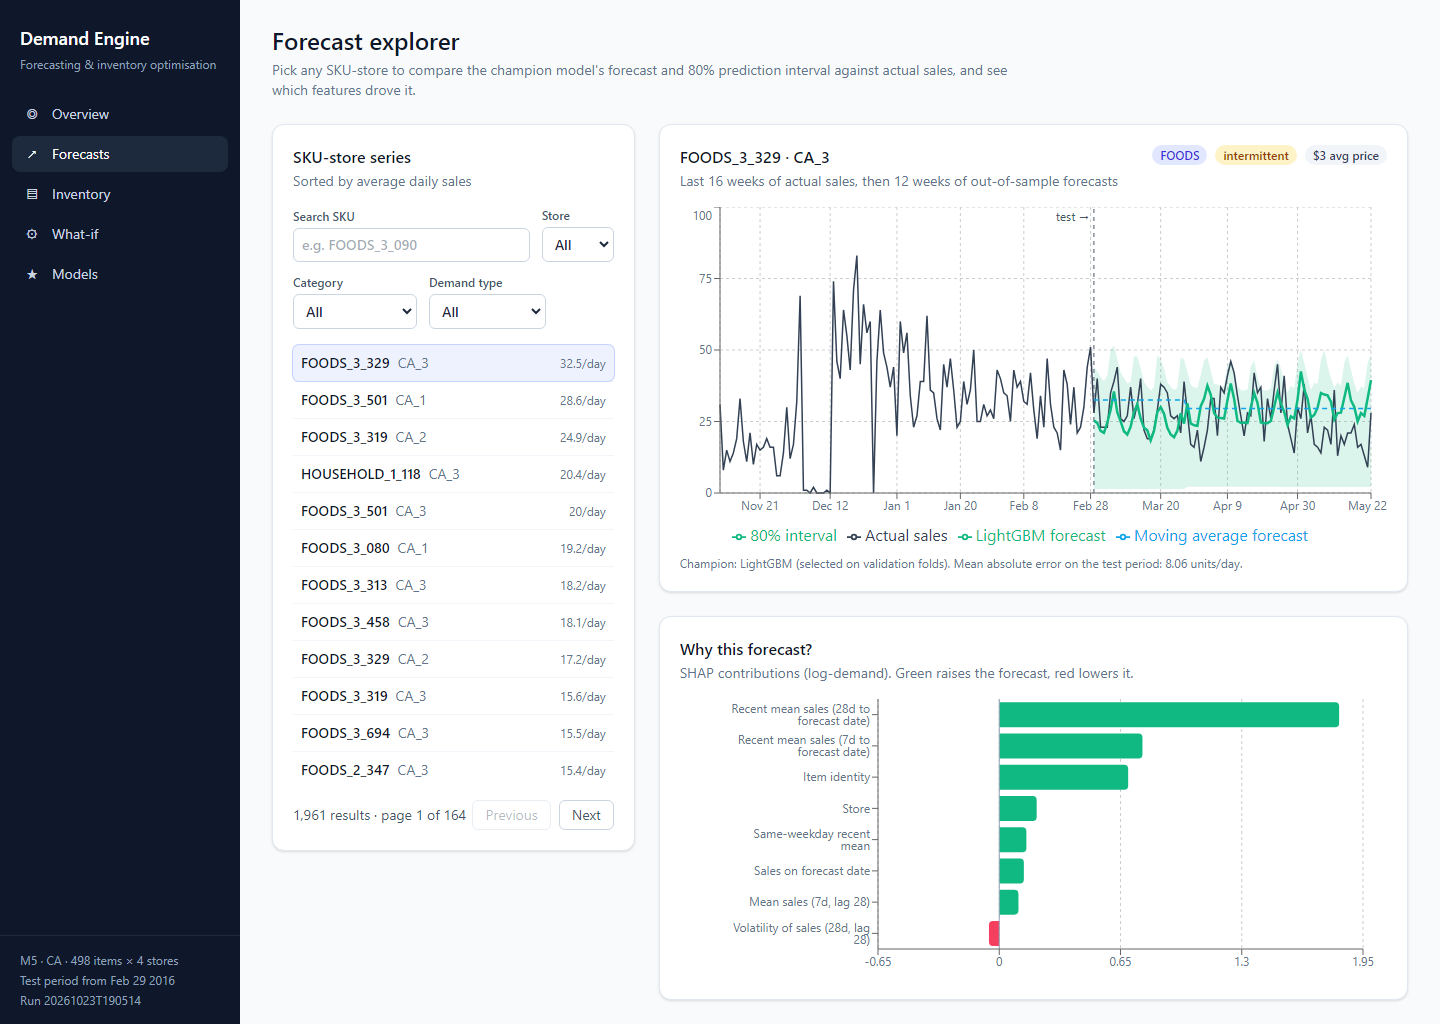 Demand Engine
Forecasting & inventory optimisation
Overview
Forecasts
Inventory
What-if
Models
M5 · CA · 498 items × 4 stores
Test period from Feb 29 2016
Run 20261023T190514
Forecast explorer
Pick any SKU-store to compare the champion model's forecast and 80% prediction interval against actual sales, and see
which features drove it.
SKU-store series
Sorted by average daily sales
Search SKU
Store
e.g. FOODS_3_090
All
Category
Demand type
All
All
FOODS_3_329 CA_3 32.5/day
FOODS_3_501 CA_1 28.6/day
FOODS_3_319 CA_2 24.9/day
HOUSEHOLD_1_118 CA_3 20.4/day
FOODS_3_501 CA_3 20/day
FOODS_3_080 CA_1 19.2/day
FOODS_3_313 CA_3 18.2/day
FOODS_3_458 CA_3 18.1/day
FOODS_3_329 CA_2 17.2/day
FOODS_3_319 CA_3 15.6/day
FOODS_3_694 CA_3 15.5/day
FOODS_2_347 CA_3 15.4/day
1,961 results · page 1 of 164 Previous Next
FOODS_3_329 · CA_3
FOODS intermittent $3 avg price
Last 16 weeks of actual sales, then 12 weeks of out-of-sample forecasts
test →
100
75
50
25
0
Nov 21 Dec 12 Jan 1 Jan 20 Feb 8 Feb 28 Mar 20 Apr 9 Apr 30 May 22
80% interval Actual sales LightGBM forecast Moving average forecast
Champion: LightGBM (selected on validation folds). Mean absolute error on the test period: 8.06 units/day.
Why this forecast?
SHAP contributions (log-demand). Green raises the forecast, red lowers it.
Recent mean sales (28d to
forecast date)
Recent mean sales (7d to
forecast date)
Item identity
Store
Same-weekday recent
mean
Sales on forecast date
Mean sales (7d, lag 28)
Volatility of sales (28d, lag
28)
-0.65 0 0.65 1.3 1.95